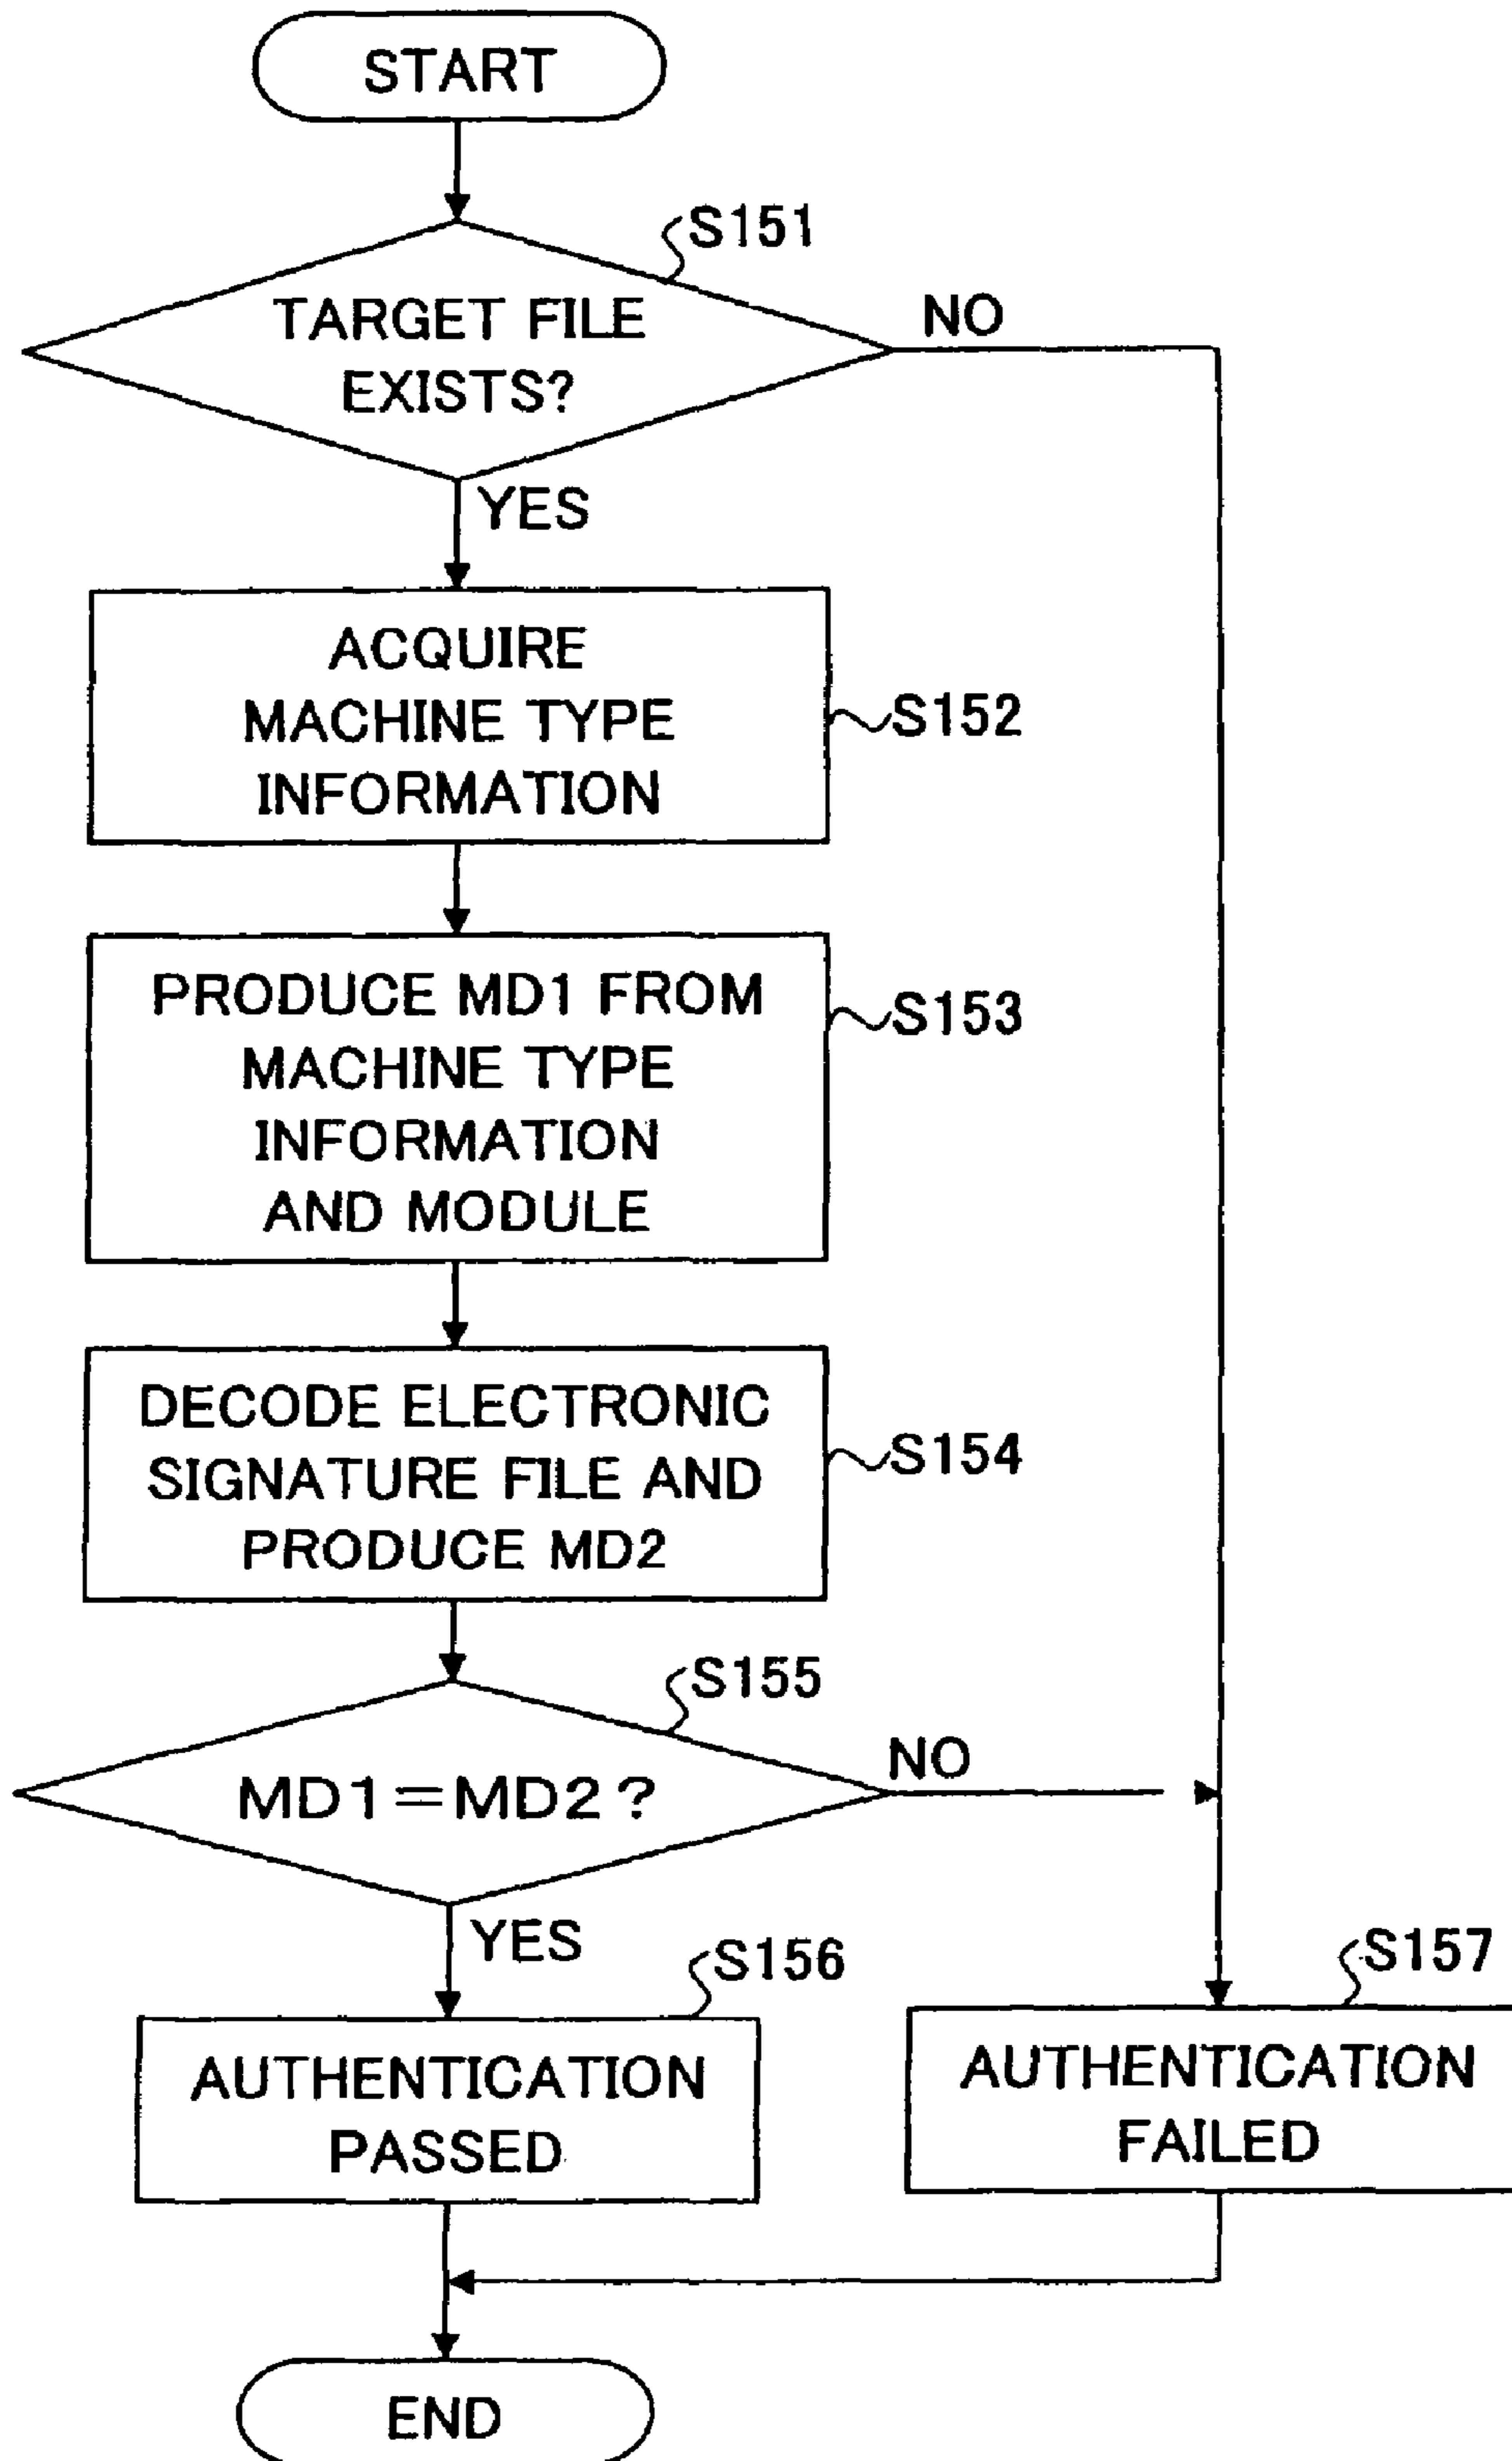 START
S151
TARGET FILE
EXISTS?
NO
YES
ACQUIRE
MACHINE TYPE
INFORMATION
S152
PRODUCE MD1 FROM
MACHINE TYPE
INFORMATION
AND MODULE
S153
DECODE ELECTRONIC
SIGNATURE FILE AND
PRODUCE MD2
S154
S155
MD1=MD2?
NO
YES
S156
AUTHENTICATION
PASSED
S157
AUTHENTICATION
FAILED
END